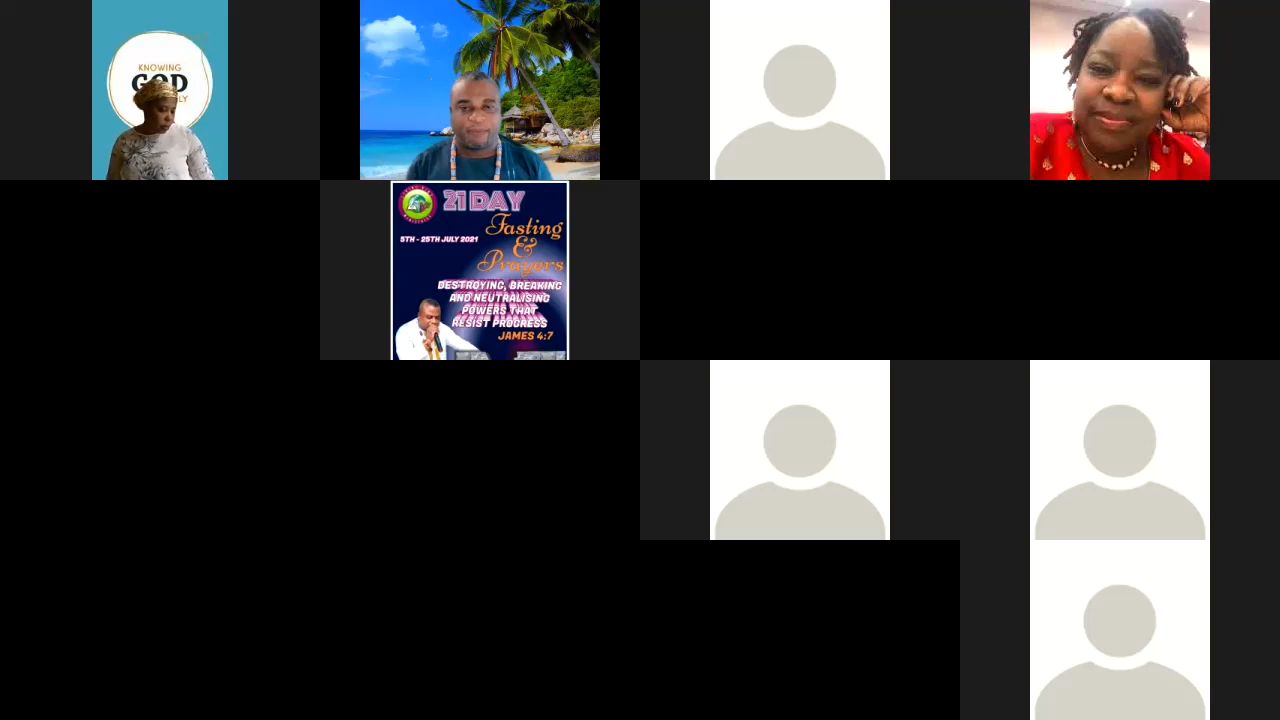 KNOWING
GOD
21 DAY
Fasting
5TH - 25TH JULY 2021
&
Prayers
DESTROYING, BREAKING
AND NEUTRALISING
POWERS THAT
RESIST PROGRESS
JAMES 4:7